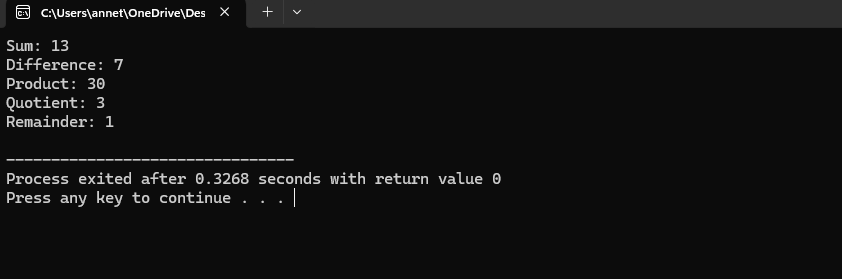 C:\Users\annet\OneDrive\Des
Sum: 13
Difference: 7
Product: 30
Quotient: 3
Remainder: 1
--------------------------------
Process exited after 0.3268 seconds with return value 0
Press any key to continue . . .